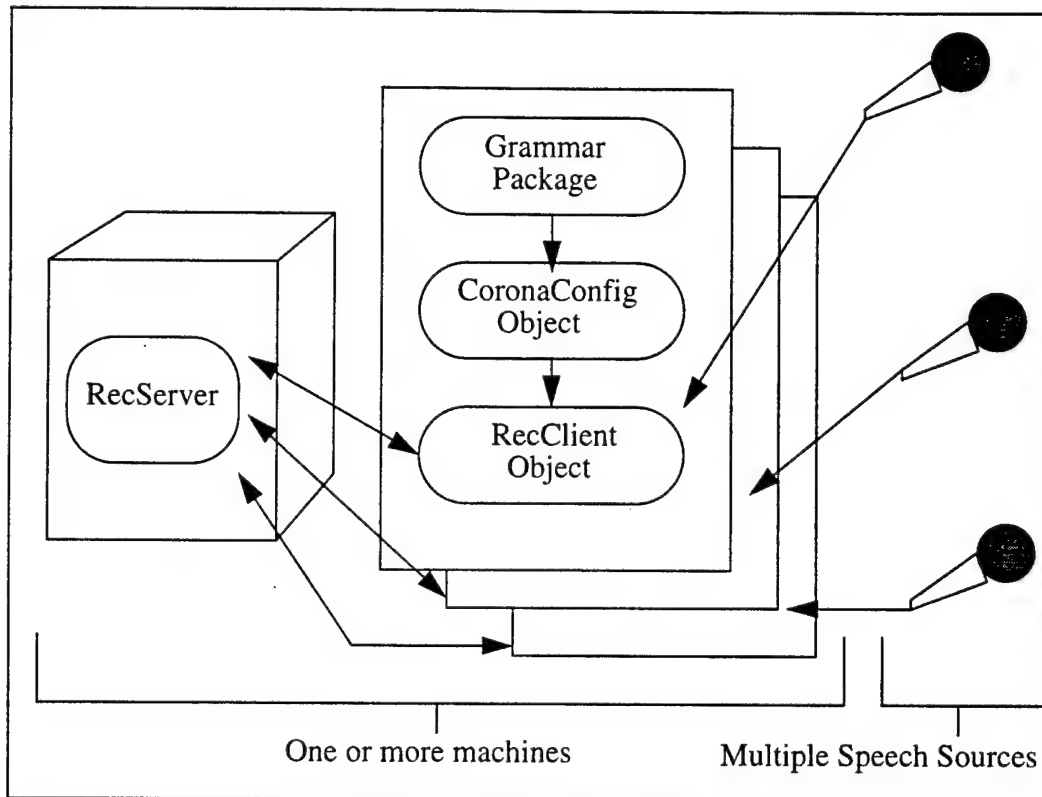 Grammar
Package
CoronaConfig
Object
RecServer
RecClient
Object
One or more machines
Multiple Speech Sources